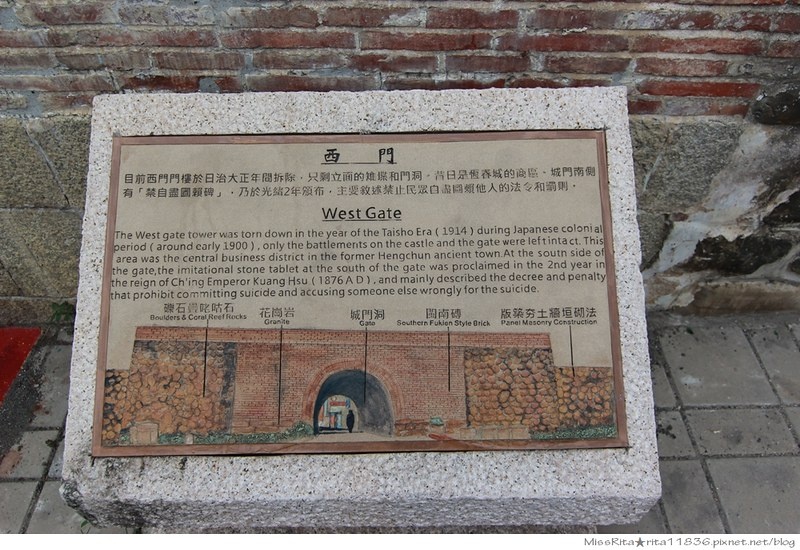 西門
目前西門門樓於日治大正年間拆除，只剩立面的雉堞和門洞。昔日是恆春城的商區。城門南側
有「禁自盡圖賴碑」，乃於光緒2年頒布，主要敘述禁止民眾自盡圖賴他人的法令和罰則。
West Gate
The West gate tower was torn down in the year of the Taisho Era ( 1914 ) during Japanese colonial
period ( around early 1900 ) , only the battlements on the castle and the gate were left intact. This
area was the central business district in the former Hengchun ancient town. At the south side of
the gate, the imitational stone tablet at the south of the gate was proclaimed in the 2nd year in
the reign of Ch'ing Emperor Kuang Hsu ( 1876 A D ) , and mainly described the decree and penalty
that prohibit committing suicide and accusing someone else wrongly for the suicide.
礫石與咾咕石
Boulders & Coral Reef Rocks
花崗岩
Granite
城門洞
Gate
閩南磚
Southern Fukien Style Brick
版築夯土牆垣砌法
Panel Masonry Construction
MissRita★rita11836.pixnet.net/blog